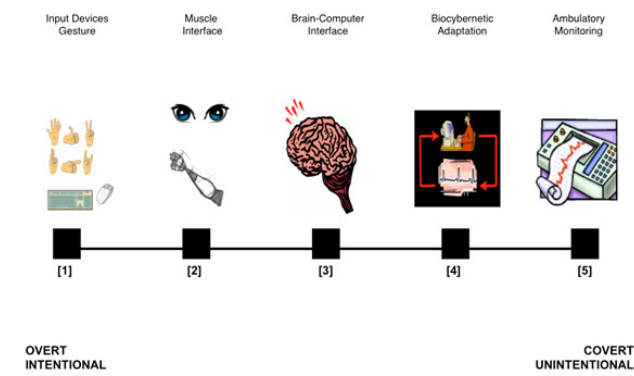 Input Devices
Gesture
Muscle
Interface
Brain-Computer
Interface
Biocybernetic
Adaptation
Ambulatory
Monitoring
[1]
[2]
[3]
[4]
[5]
OVERT
INTENTIONAL
COVERT
UNINTENTIONAL